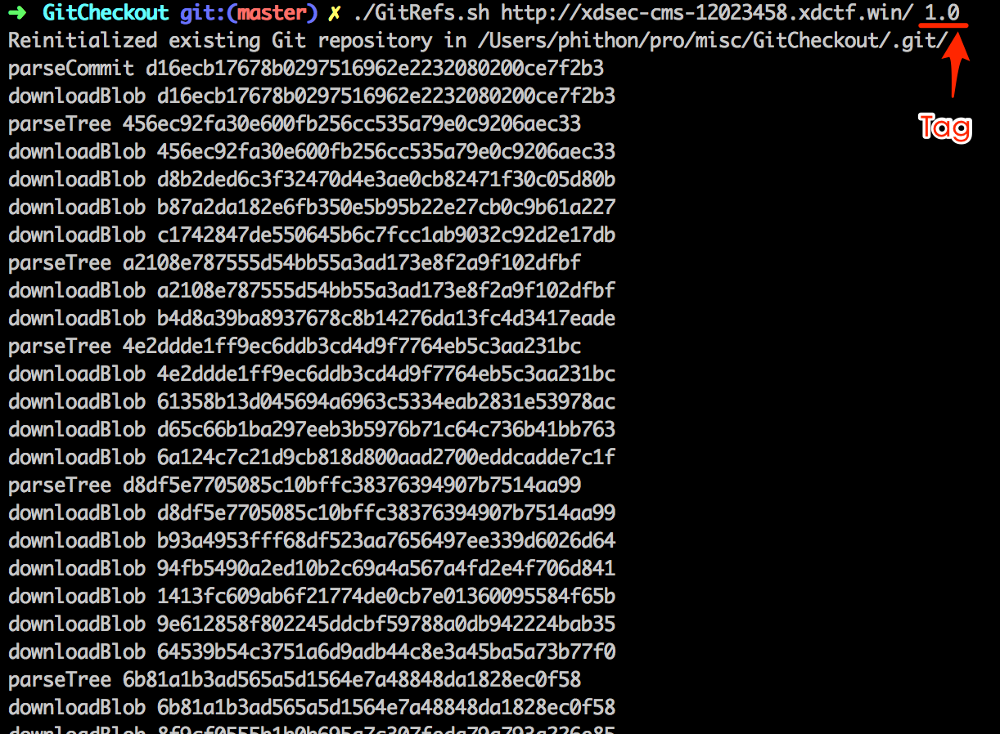 ➜ GitCheckout git:(master) ✗ ./GitRefs.sh http://xdsec-cms-12023458.xdctf.win/ 1.0
Reinitialized existing Git repository in /Users/phithon/pro/misc/GitCheckout/.git/
parseCommit d16ecb17678b0297516962e2232080200ce7f2b3
downloadBlob d16ecb17678b0297516962e2232080200ce7f2b3
Tag
parseTree 456ec92fa30e600fb256cc535a79e0c9206aec33
downloadBlob 456ec92fa30e600fb256cc535a79e0c9206aec33
downloadBlob d8b2ded6c3f32470d4e3ae0cb82471f30c05d80b
downloadBlob b87a2da182e6fb350e5b95b22e27cb0c9b61a227
downloadBlob c1742847de550645b6c7fcc1ab9032c92d2e17db
parseTree a2108e787555d54bb55a3ad173e8f2a9f102dfbf
downloadBlob a2108e787555d54bb55a3ad173e8f2a9f102dfbf
downloadBlob b4d8a39ba8937678c8b14276da13fc4d3417eade
parseTree 4e2ddde1ff9ec6ddb3cd4d9f7764eb5c3aa231bc
downloadBlob 4e2ddde1ff9ec6ddb3cd4d9f7764eb5c3aa231bc
downloadBlob 61358b13d045694a6963c5334eab2831e53978ac
downloadBlob d65c66b1ba297eeb3b5976b71c64c736b41bb763
downloadBlob 6a124c7c21d9cb818d800aad2700eddcadde7c1f
parseTree d8df5e7705085c10bffc38376394907b7514aa99
downloadBlob d8df5e7705085c10bffc38376394907b7514aa99
downloadBlob b93a4953fff68df523aa7656497ee339d6026d64
downloadBlob 94fb5490a2ed10b2c69a4a567a4fd2e4f706d841
downloadBlob 1413fc609ab6f21774de0cb7e01360095584f65b
downloadBlob 9e612858f802245ddcbf59788a0db942224bab35
downloadBlob 64539b54c3751a6d9adb44c8e3a45ba5a73b77f0
parseTree 6b81a1b3ad565a5d1564e7a48848da1828ec0f58
downloadBlob 6b81a1b3ad565a5d1564e7a48848da1828ec0f58
downloadBlob